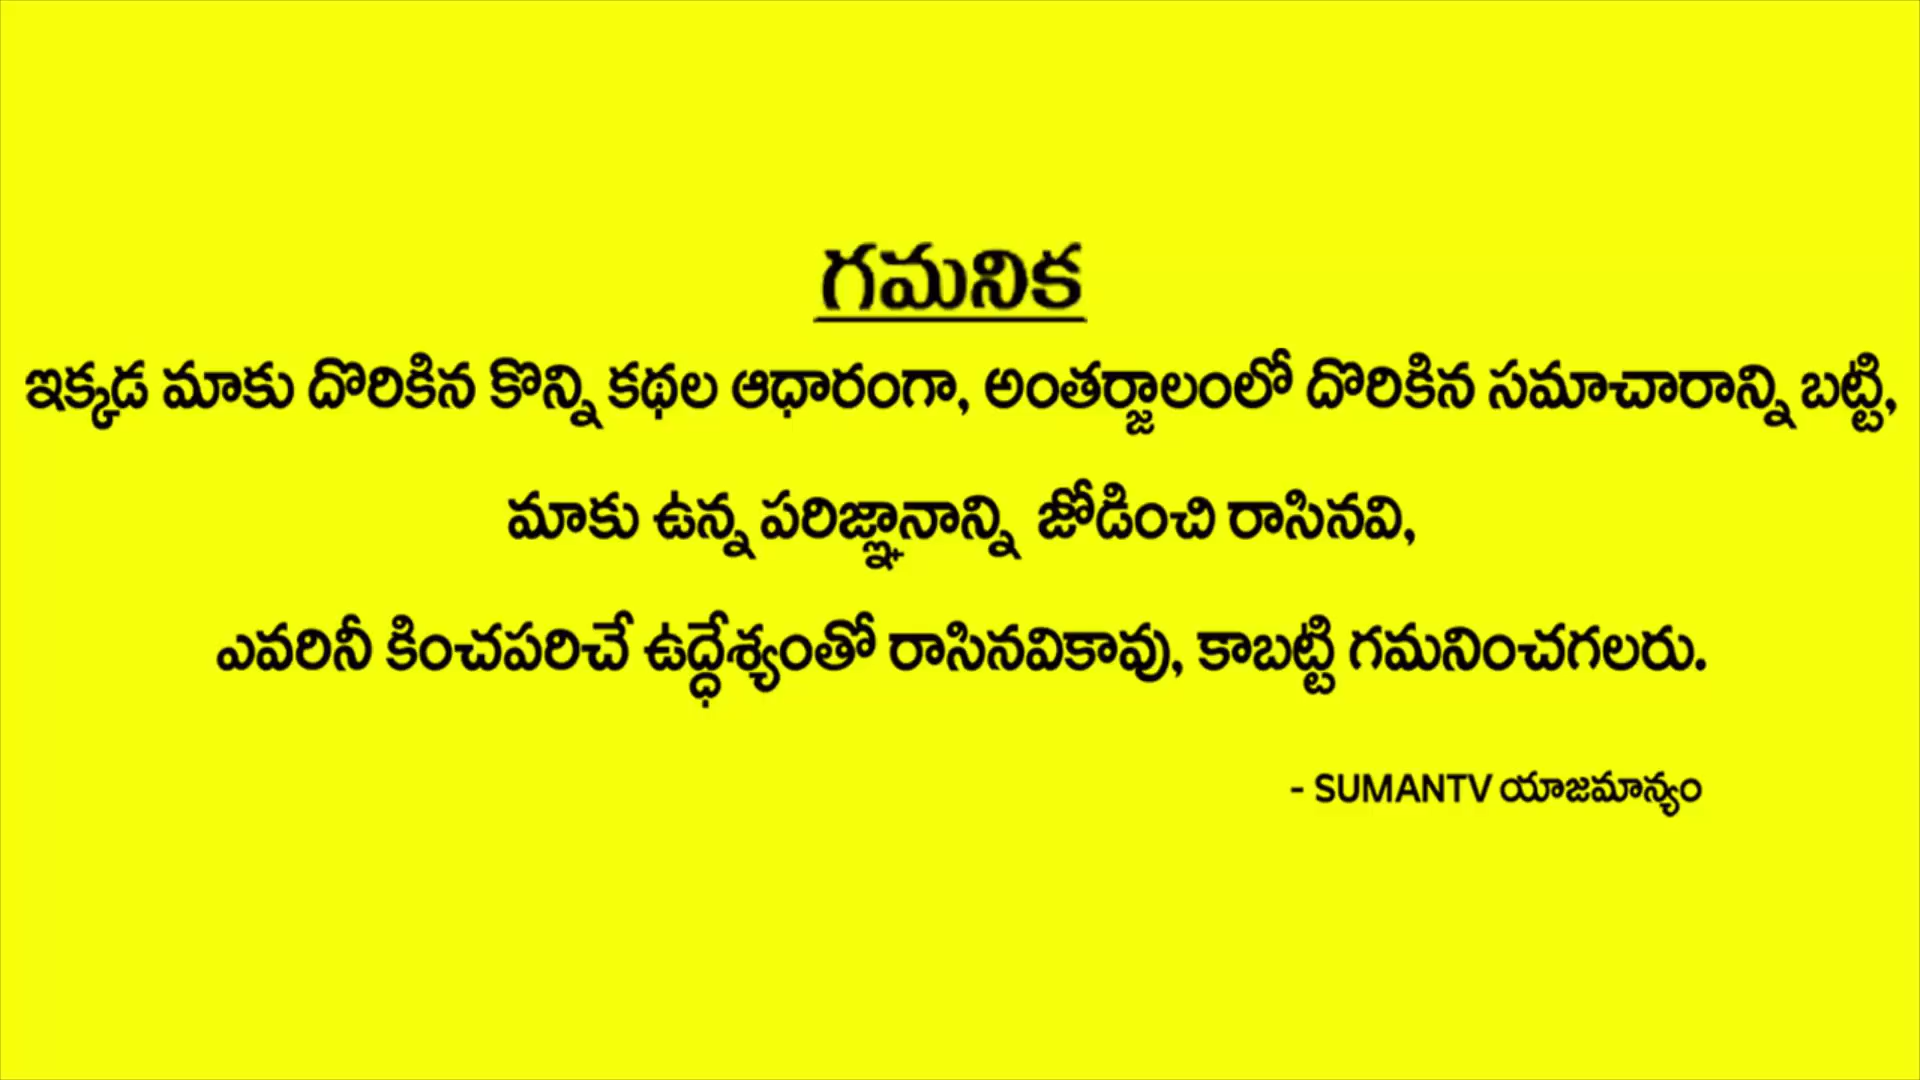 గమనిక
ఇక్కడ మాకు దొరికిన కొన్ని కథల ఆధారంగా, అంతర్జాలంలో దొరికిన సమాచారాన్ని బట్టి,
మాకు ఉన్న పరిజ్ఞానాన్ని జోడించి రాసినవి,
ఎవరినీ కించపరిచే ఉద్ధేశ్యంతో రాసినవికావు, కాబట్టి గమనించగలరు.
- SUMANTV యాజమాన్యం